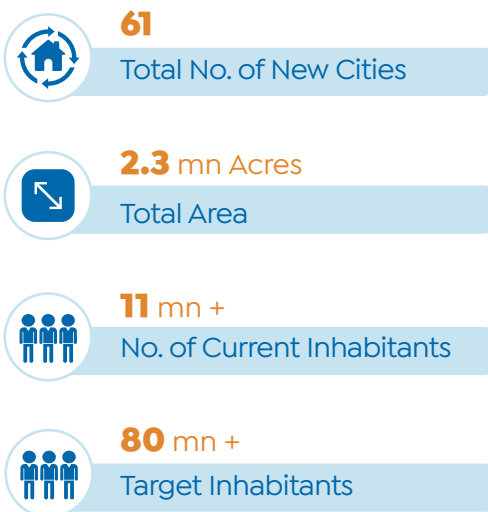 61
Total No. of New Cities
2.3 mn Acres
Total Area
11 mn +
No. of Current Inhabitants
80 mn +
Target Inhabitants